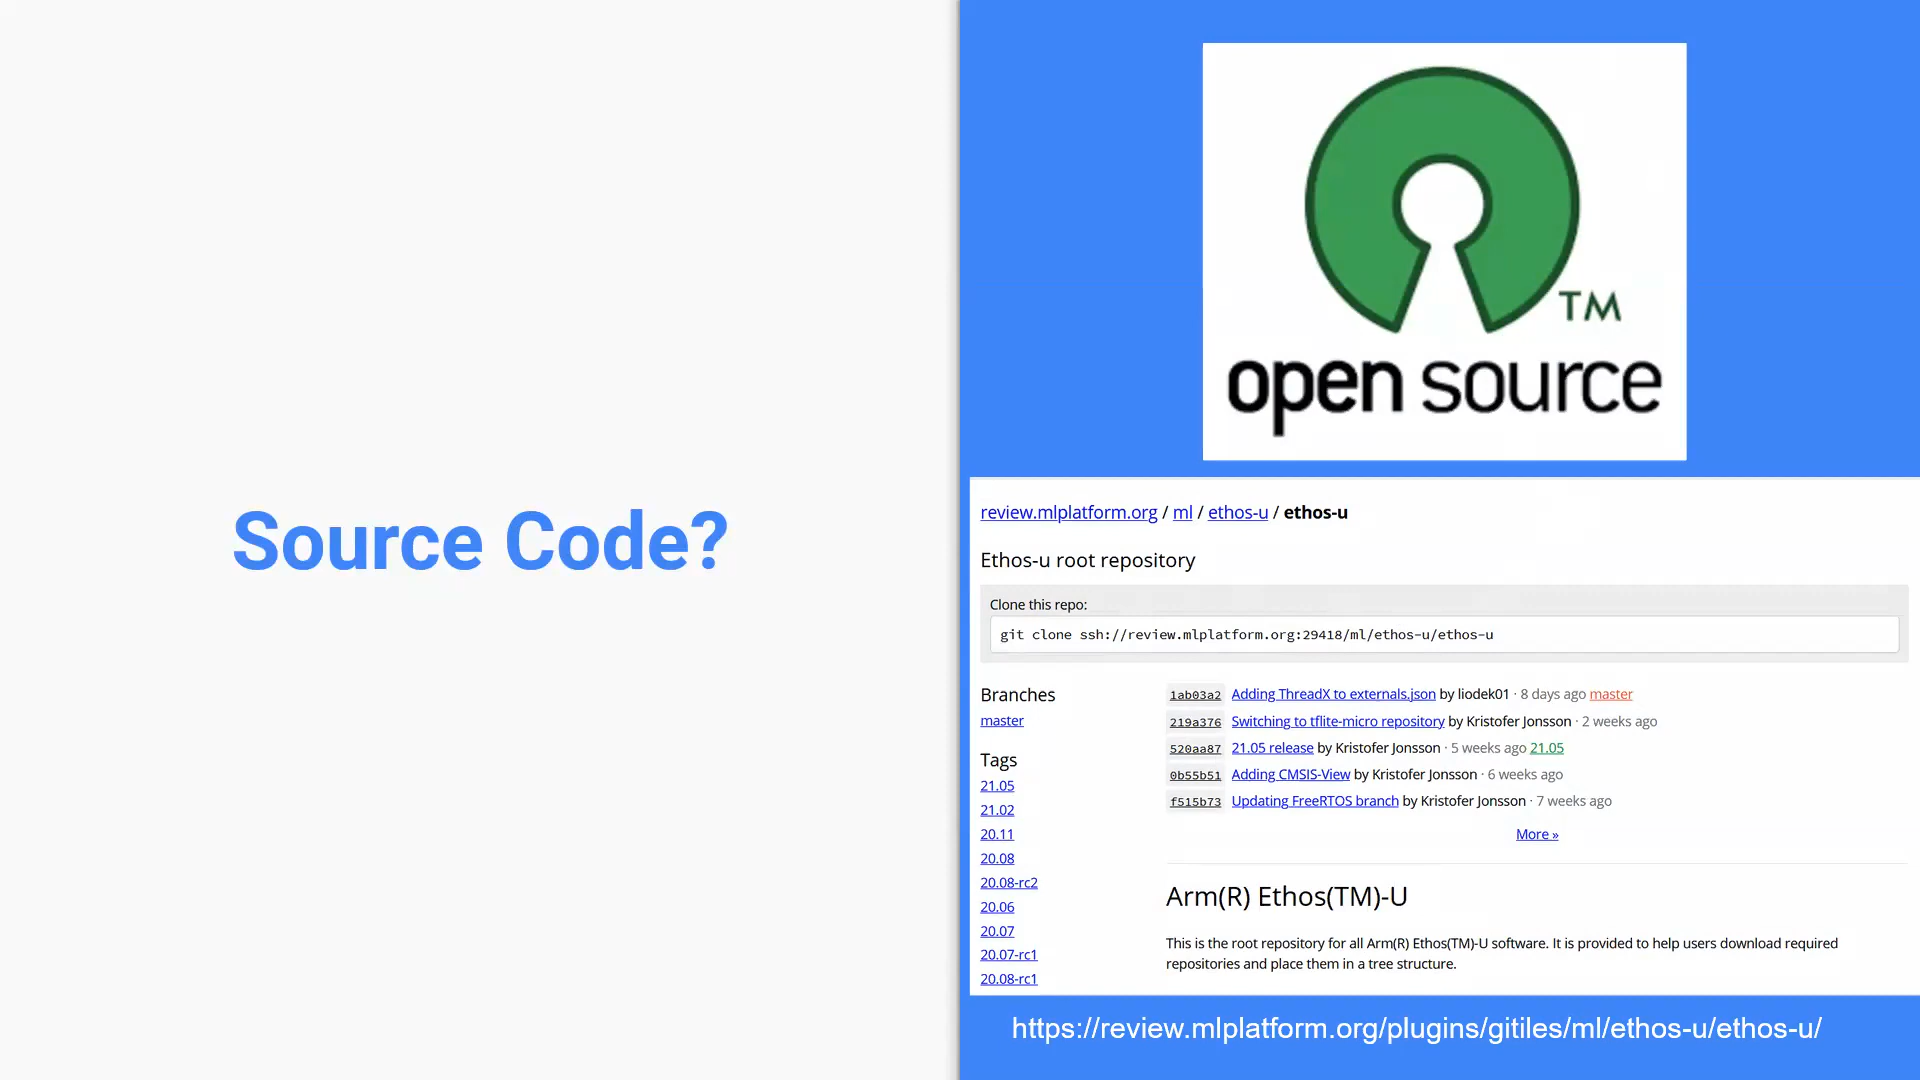 Source Code?
TM
open source
review.mlplatform.org / ml / ethos-u / ethos-u
Ethos-u root repository
Clone this repo:
git clone ssh://review.mlplatform.org:29418/ml/ethos-u/ethos-u
Branches
master
Tags
21.05
21.02
20.11
20.08
20.08-rc2
20.06
20.07
20.07-rc1
20.08-rc1
1ab03a2 Adding ThreadX to externals.json by liodek01 · 8 days ago master
219a376 Switching to tflite-micro repository by Kristofer Jonsson · 2 weeks ago
520aa87 21.05 release by Kristofer Jonsson · 5 weeks ago 21.05
0b55b51 Adding CMSIS-View by Kristofer Jonsson · 6 weeks ago
f515b73 Updating FreeRTOS branch by Kristofer Jonsson · 7 weeks ago
More »
Arm(R) Ethos(TM)-U
This is the root repository for all Arm(R) Ethos(TM)-U software. It is provided to help users download required
repositories and place them in a tree structure.
https://review.mlplatform.org/plugins/gitiles/ml/ethos-u/ethos-u/